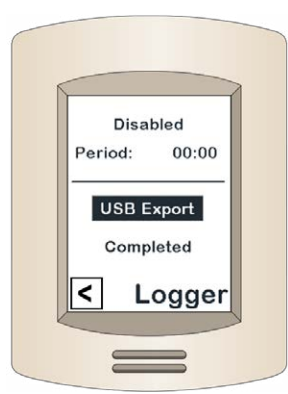 Disabled
Period: 00:00
USB Export
Completed
< Logger